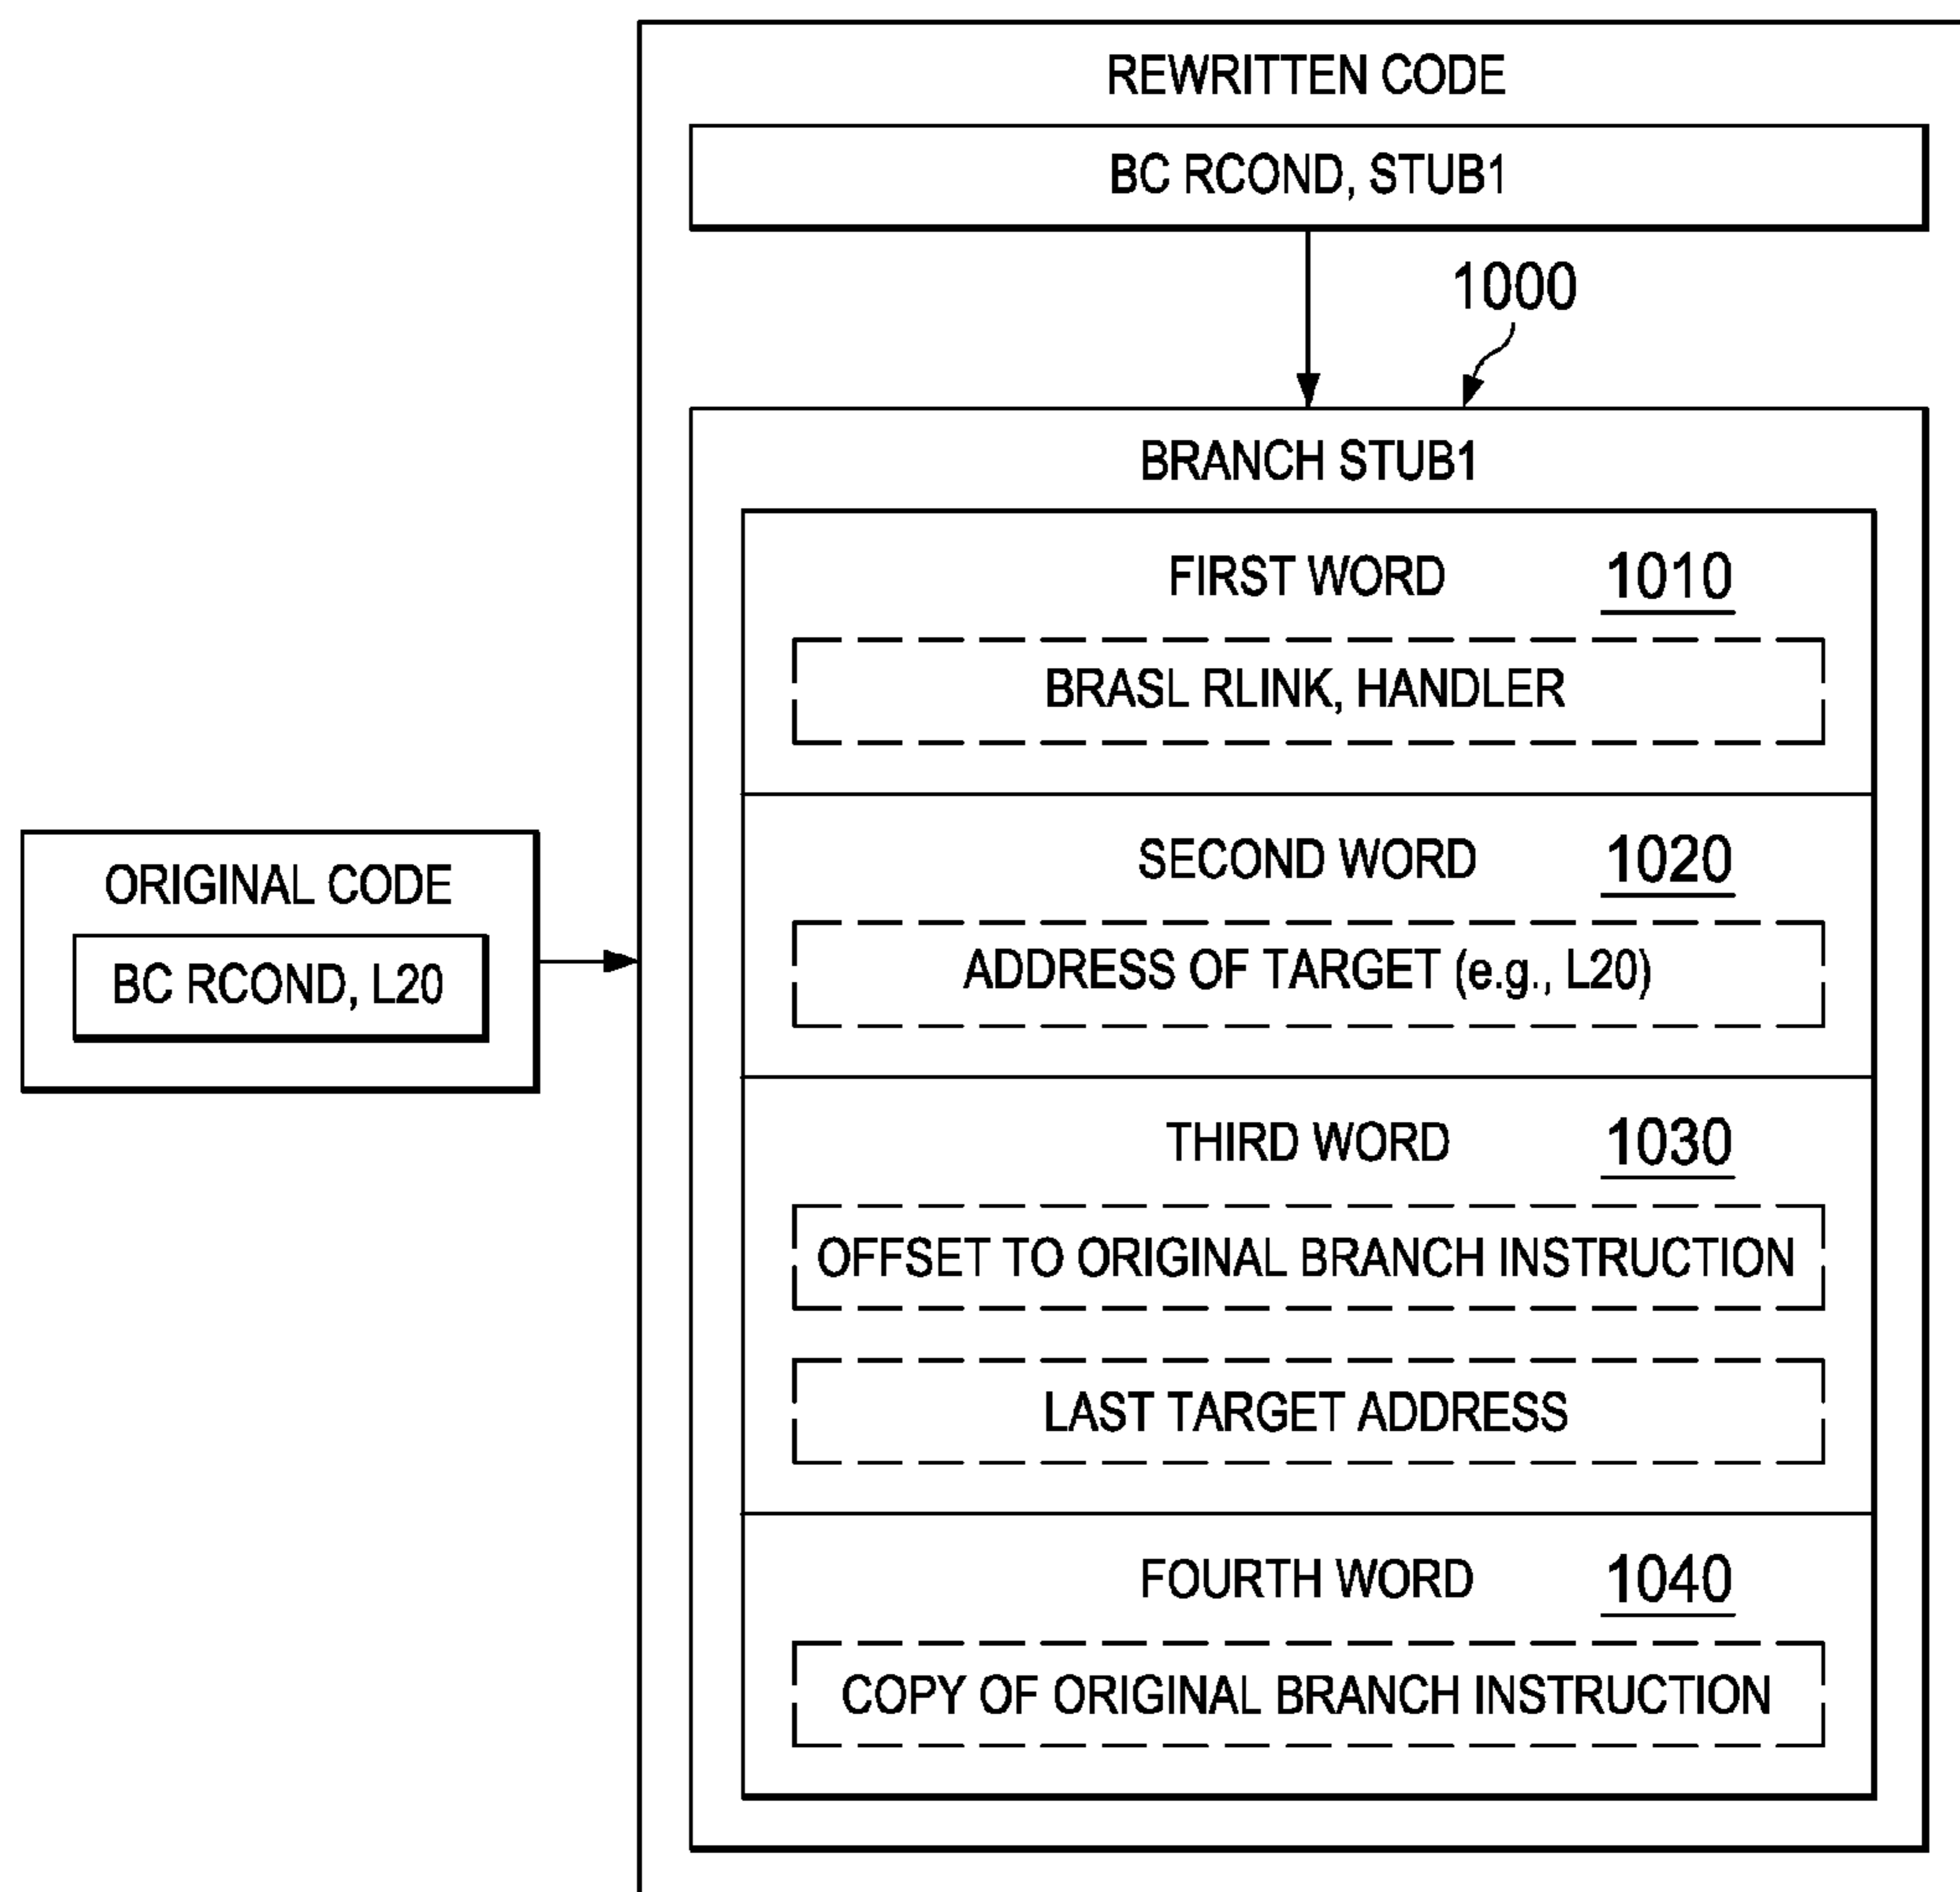 REWRITTEN CODE
BC RCOND, STUB1
1000
BRANCH STUB1
FIRST WORD 1010
BRASL RLINK, HANDLER
SECOND WORD 1020
ADDRESS OF TARGET (e.g., L20)
THIRD WORD 1030
OFFSET TO ORIGINAL BRANCH INSTRUCTION
LAST TARGET ADDRESS
FOURTH WORD 1040
COPY OF ORIGINAL BRANCH INSTRUCTION
ORIGINAL CODE
BC RCOND, L20